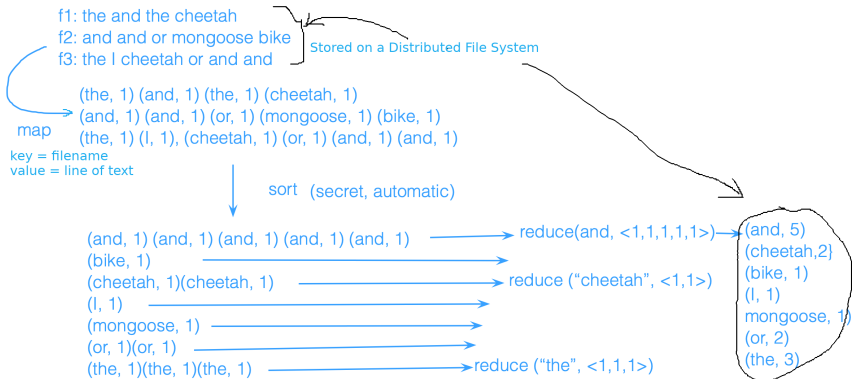 f1: the and the cheetah
f2: and and or mongoose bike
f3: the I cheetah or and and
Stored on a Distributed File System
(the, 1) (and, 1) (the, 1) (cheetah, 1)
(and, 1) (and, 1) (or, 1) (mongoose, 1) (bike, 1)
(the, 1) (I, 1), (cheetah, 1) (or, 1) (and, 1) (and, 1)
map
key = filename
value = line of text
sort (secret, automatic)
(and, 1) (and, 1) (and, 1) (and, 1) (and, 1)
(bike, 1)
(cheetah, 1)(cheetah, 1)
(I, 1)
(mongoose, 1)
(or, 1)(or, 1)
(the, 1)(the, 1)(the, 1)
reduce(and, <1,1,1,1,1>)
reduce (“cheetah”, <1,1>)
reduce (“the”, <1,1,1>)
(and, 5)
(cheetah,2}
(bike, 1)
(I, 1)
mongoose, 1)
(or, 2)
(the, 3)